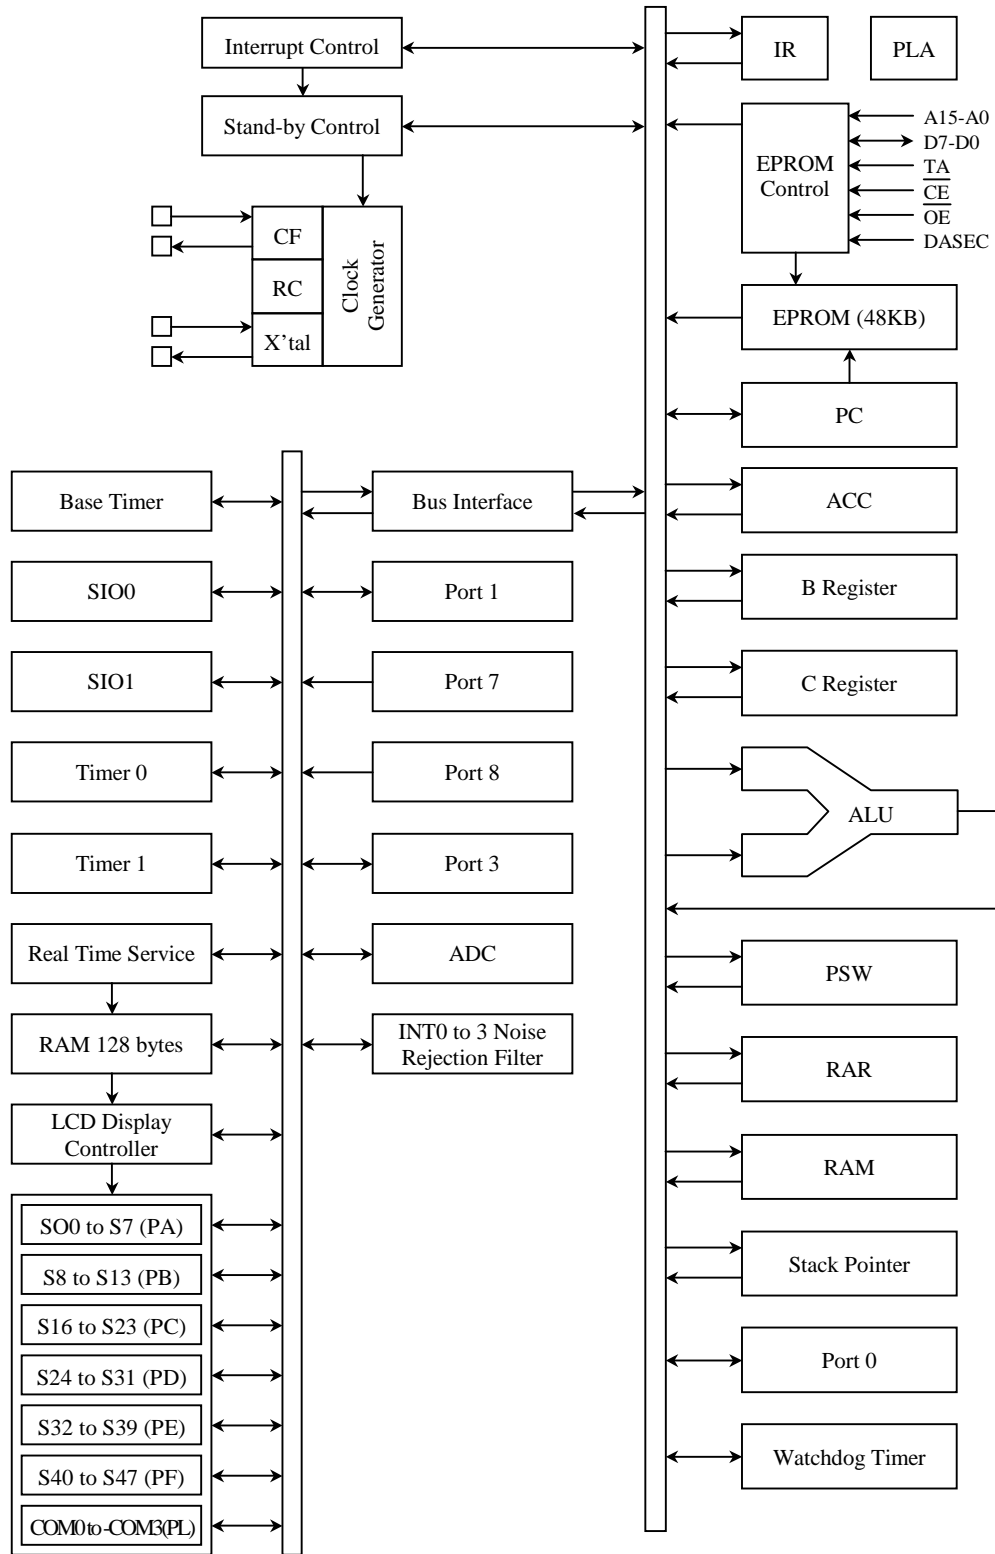 Interrupt Control
Stand-by Control
CF
RC
X’tal
Clock
Generator
IR
PLA
EPROM
Control
A15-A0
D7-D0
TA
CE
OE
DASEC
EPROM (48KB)
PC
ACC
B Register
C Register
ALU
PSW
RAR
RAM
Stack Pointer
Port 0
Watchdog Timer
Base Timer
Bus Interface
SIO0
Port 1
SIO1
Port 7
Timer 0
Port 8
Timer 1
Port 3
Real Time Service
ADC
RAM 128 bytes
INT0 to 3 Noise
Rejection Filter
LCD Display
Controller
SO0 to S7 (PA)
S8 to S13 (PB)
S16 to S23 (PC)
S24 to S31 (PD)
S32 to S39 (PE)
S40 to S47 (PF)
COM0 to -COM3(PL)